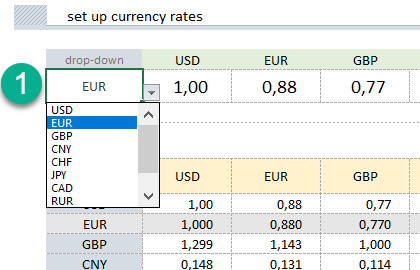 set up currency rates
drop-down USD EUR GBP
1 EUR 1,00 0,88 0,77
USD
EUR
GBP
CNY
CHF
JPY
CAD
RUR
USD EUR GBP
1,00 0,88 0,77
EUR 1,000 0,880 0,770
GBP 1,299 1,143 1,000
CNY 0,148 0,131 0,114